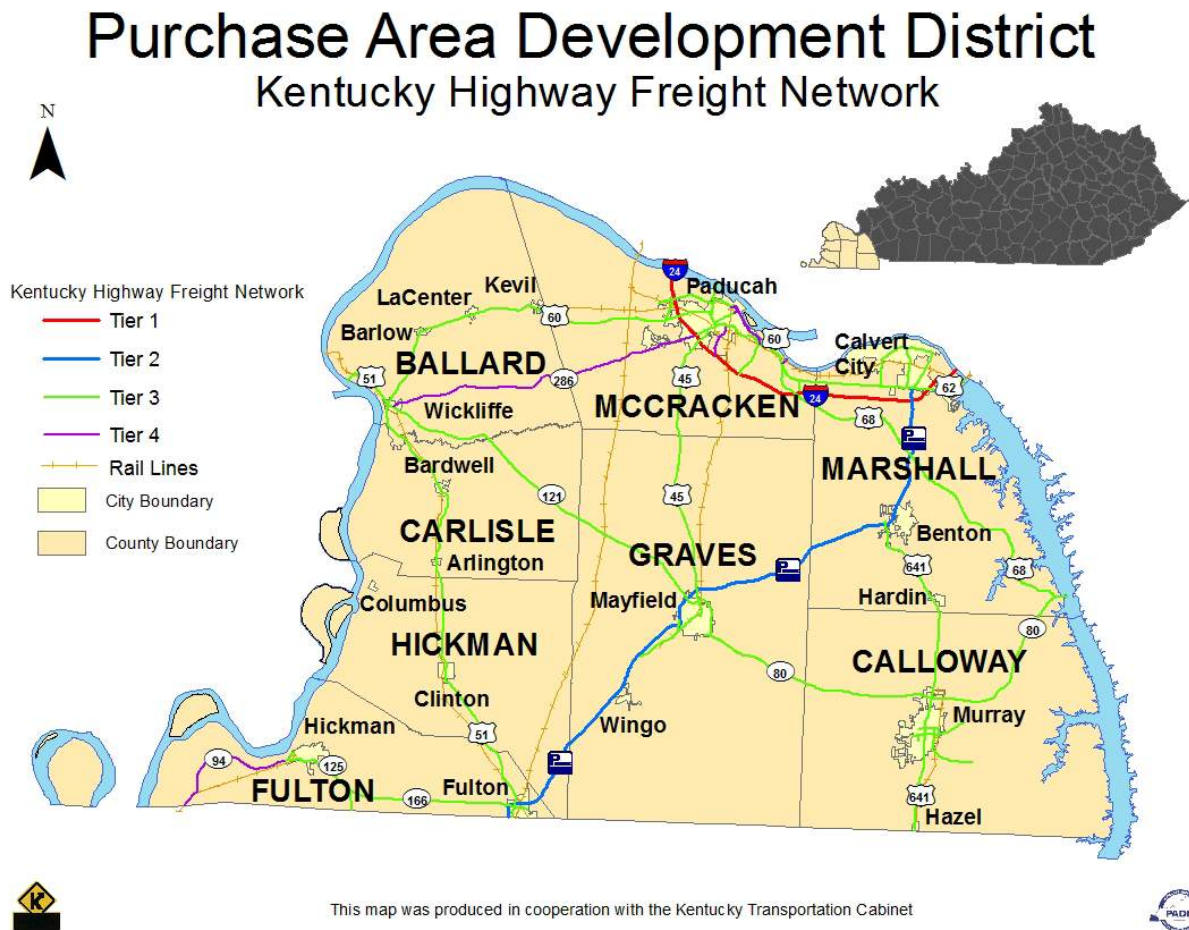 Purchase Area Development District
Kentucky Highway Freight Network
N
Kentucky Highway Freight Network
Tier 1
Tier 2
Tier 3
Tier 4
Rail Lines
City Boundary
County Boundary
24
Paducah
Kevil
LaCenter
60
Barlow
60
Calvert
City
BALLARD
51
286
45
62
24
Wickliffe
MCCRACKEN
68
P
Bardwell
MARSHALL
121
45
CARLISLE
Benton
GRAVES
Arlington
P
641
68
Columbus
Mayfield
Hardin
80
HICKMAN
CALLOWAY
80
Clinton
Wingo
Murray
Hickman
51
94
125
P
FULTON
166
Fulton
641
Hazel
K
This map was produced in cooperation with the Kentucky Transportation Cabinet